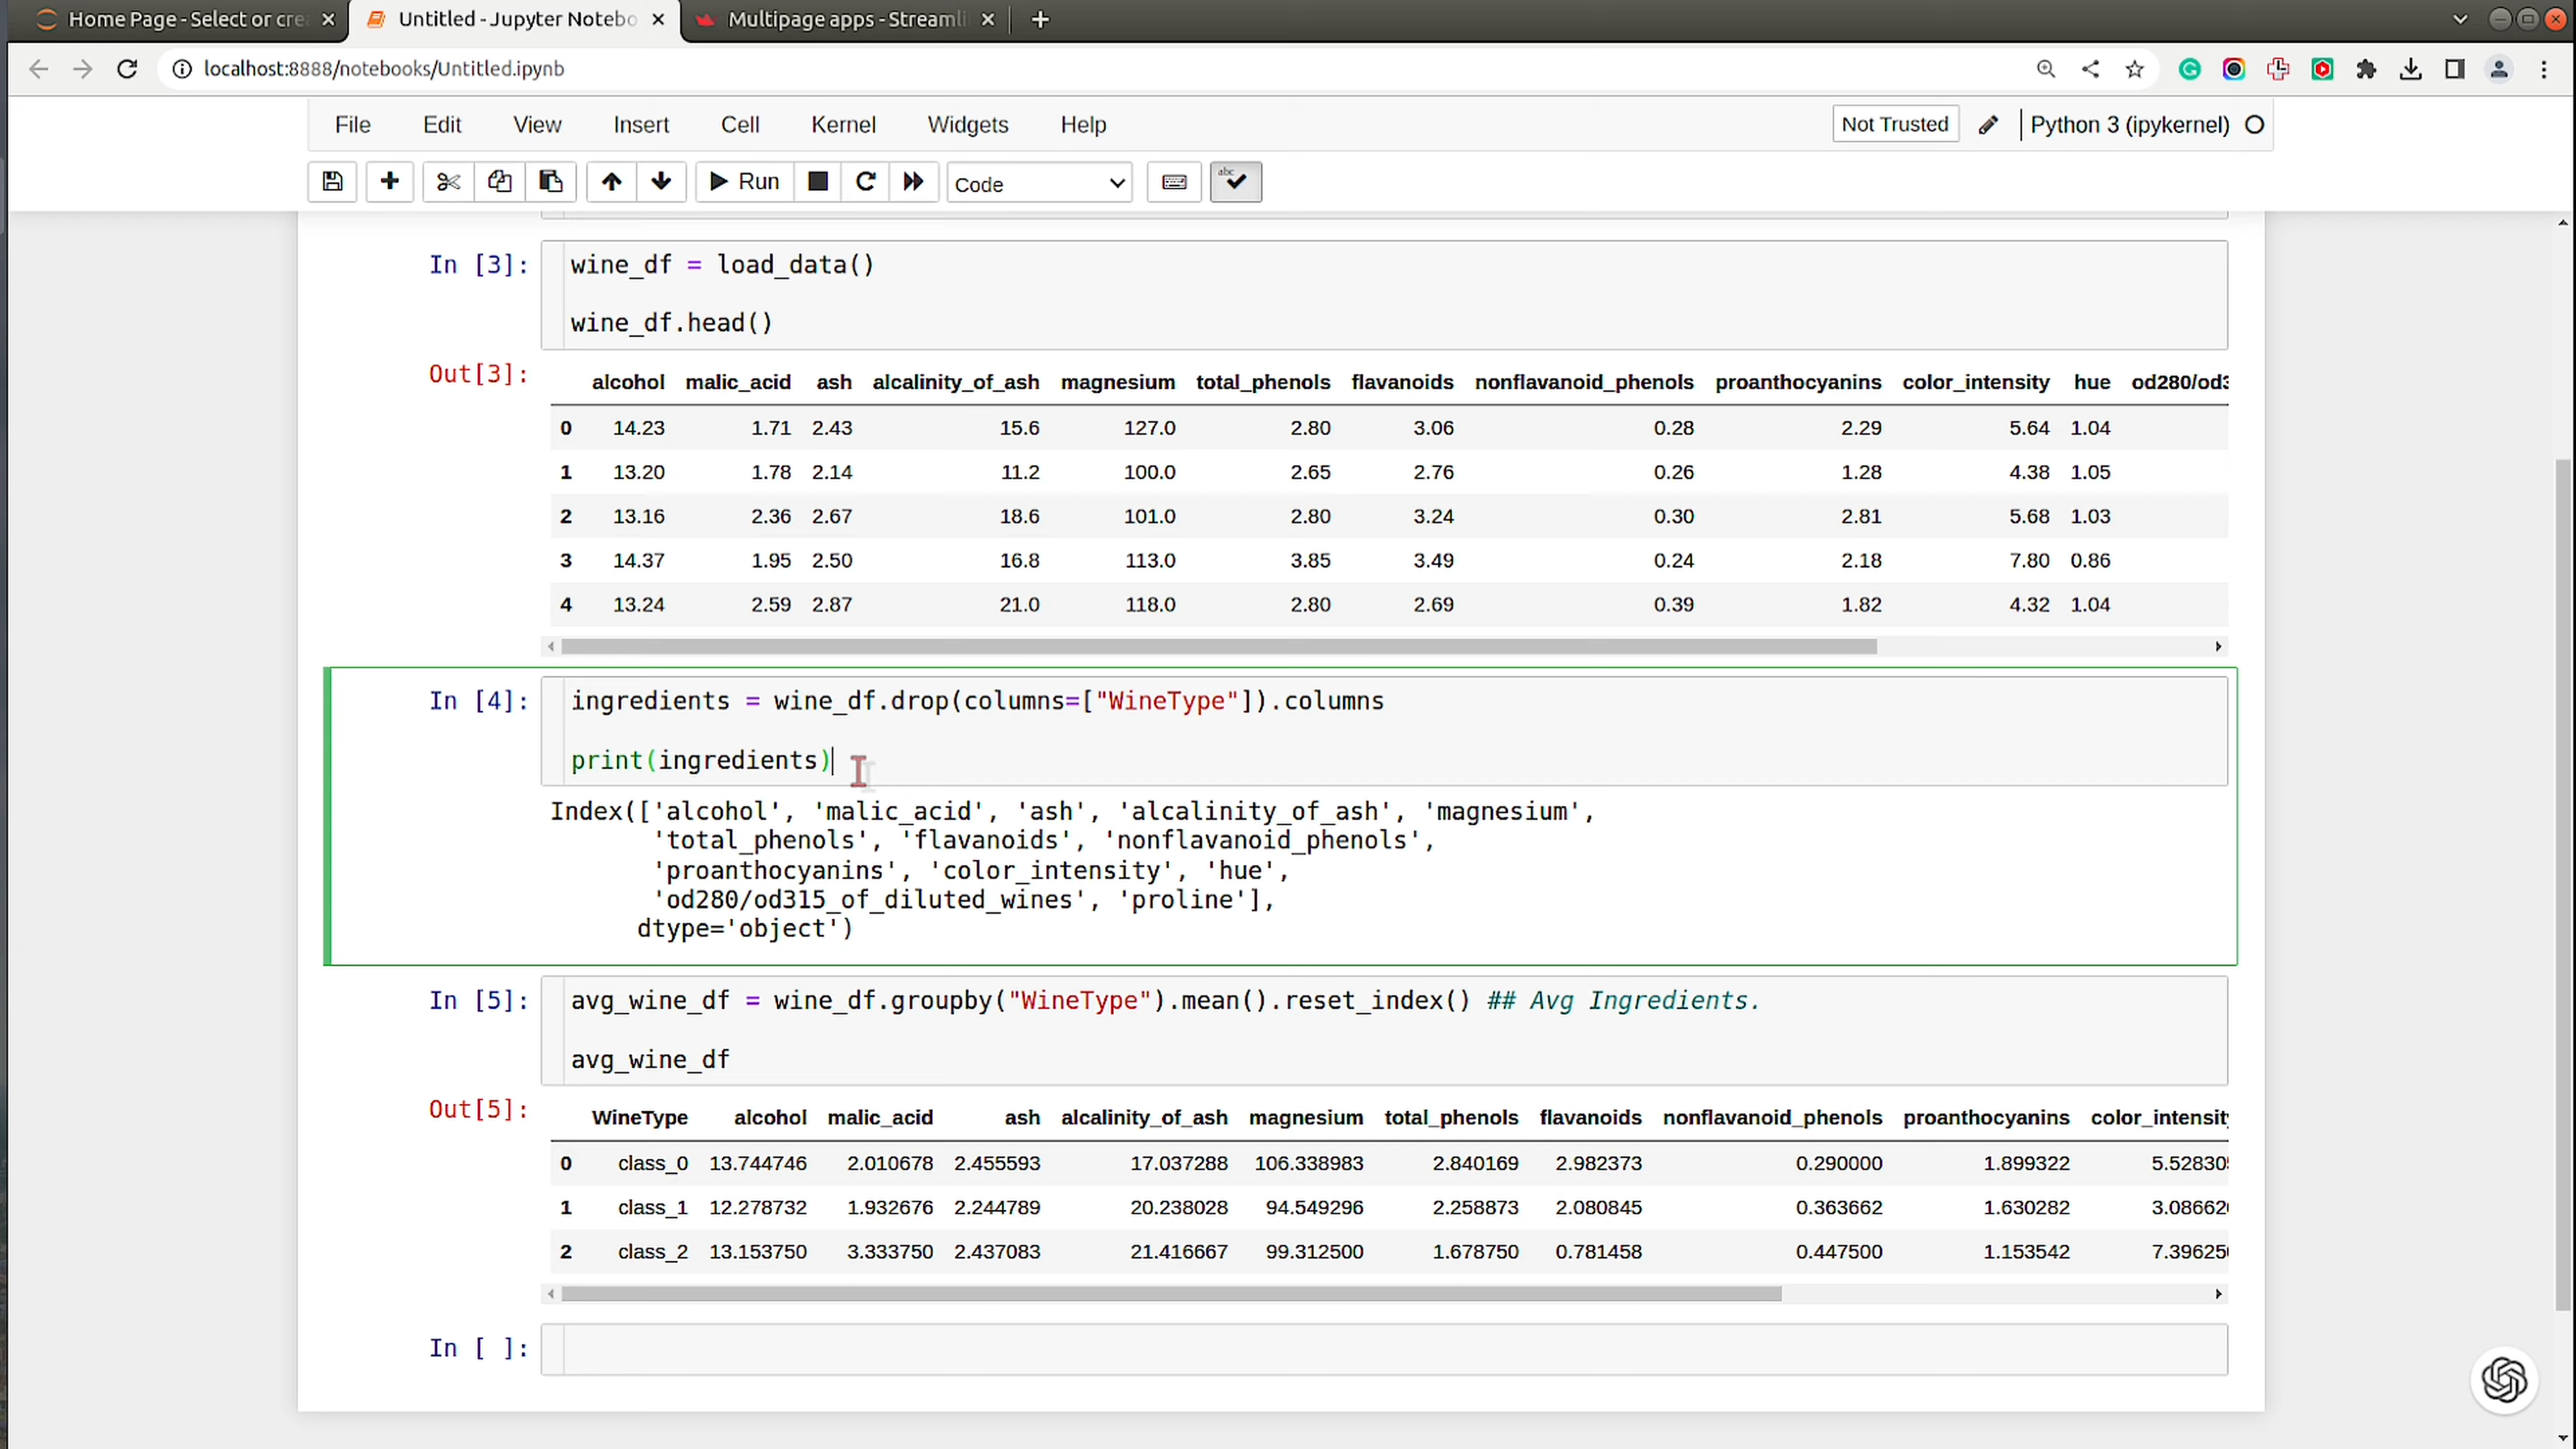 Home Page - Select or crea
Untitled - Jupyter Notebo
Multipage apps - Streamli
localhost:8888/notebooks/Untitled.ipynb
File Edit View Insert Cell Kernel Widgets Help Not Trusted Python 3 (ipykernel)
Run Code abc
In [3]: wine_df = load_data()
wine_df.head()
Out[3]: alcohol malic_acid ash alcalinity_of_ash magnesium total_phenols flavanoids nonflavanoid_phenols proanthocyanins color_intensity hue od280/od3
0 14.23 1.71 2.43 15.6 127.0 2.80 3.06 0.28 2.29 5.64 1.04
1 13.20 1.78 2.14 11.2 100.0 2.65 2.76 0.26 1.28 4.38 1.05
2 13.16 2.36 2.67 18.6 101.0 2.80 3.24 0.30 2.81 5.68 1.03
3 14.37 1.95 2.50 16.8 113.0 3.85 3.49 0.24 2.18 7.80 0.86
4 13.24 2.59 2.87 21.0 118.0 2.80 2.69 0.39 1.82 4.32 1.04
In [4]: ingredients = wine_df.drop(columns=["WineType"]).columns
print(ingredients)
Index(['alcohol', 'malic_acid', 'ash', 'alcalinity_of_ash', 'magnesium',
'total_phenols', 'flavanoids', 'nonflavanoid_phenols',
'proanthocyanins', 'color_intensity', 'hue',
'od280/od315_of_diluted_wines', 'proline'],
dtype='object')
In [5]: avg_wine_df = wine_df.groupby("WineType").mean().reset_index() ## Avg Ingredients.
avg_wine_df
Out[5]: WineType alcohol malic_acid ash alcalinity_of_ash magnesium total_phenols flavanoids nonflavanoid_phenols proanthocyanins color_intensity
0 class_0 13.744746 2.010678 2.455593 17.037288 106.338983 2.840169 2.982373 0.290000 1.899322 5.528305
1 class_1 12.278732 1.932676 2.244789 20.238028 94.549296 2.258873 2.080845 0.363662 1.630282 3.086620
2 class_2 13.153750 3.333750 2.437083 21.416667 99.312500 1.678750 0.781458 0.447500 1.153542 7.396250
In [ ]: